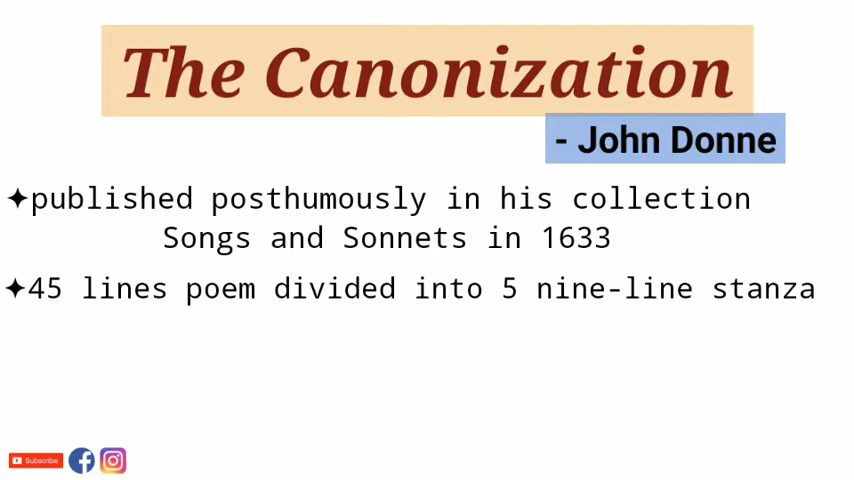 The Canonization
- John Donne
✦published posthumously in his collection
Songs and Sonnets in 1633
✦45 lines poem divided into 5 nine-line stanza
Subscribe